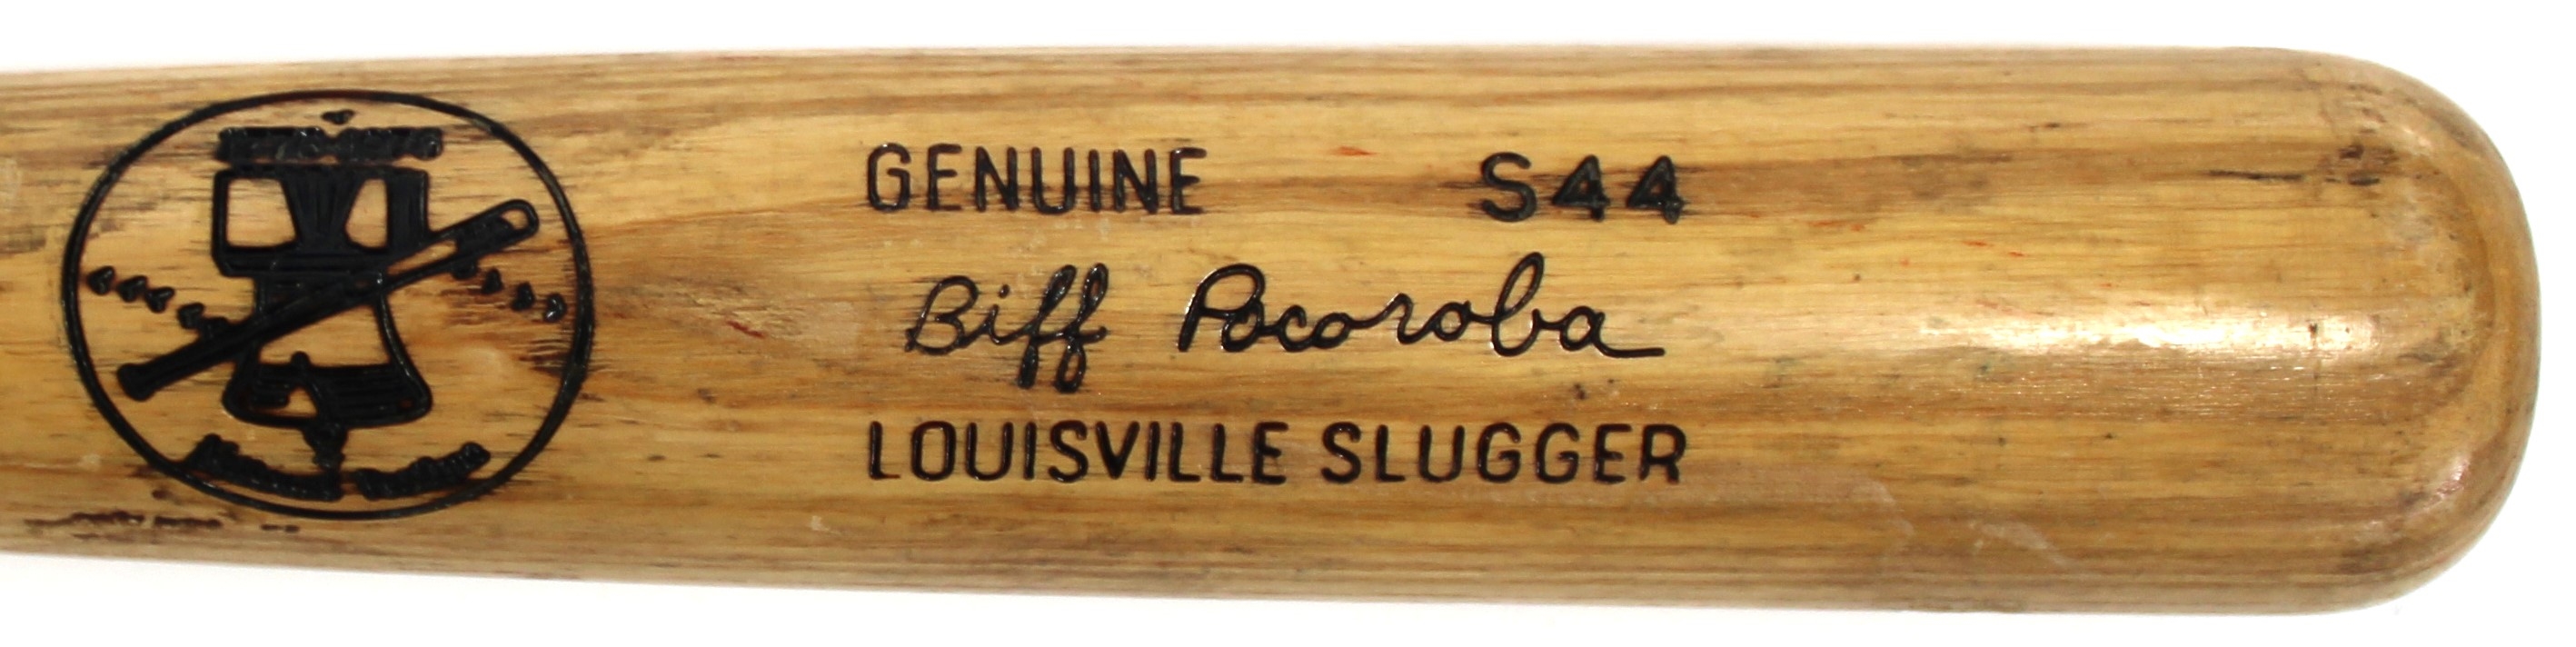 GENUINE S44
Biff Pocoroba
LOUISVILLE SLUGGER